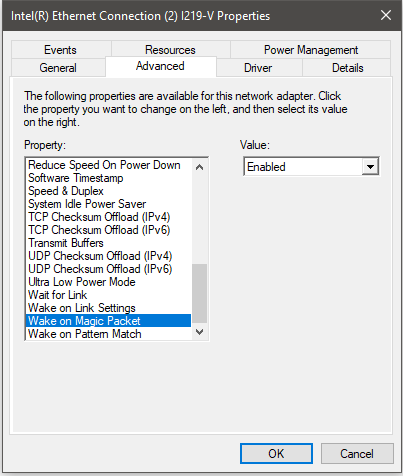 Intel(R) Ethernet Connection (2) I219-V Properties
Events
Resources
Power Management
General
Advanced
Driver
Details
The following properties are available for this network adapter. Click
the property you want to change on the left, and then select its value
on the right.
Property:
Value:
Reduce Speed On Power Down
Software Timestamp
Speed & Duplex
System Idle Power Saver
TCP Checksum Offload (IPv4)
TCP Checksum Offload (IPv6)
Transmit Buffers
UDP Checksum Offload (IPv4)
UDP Checksum Offload (IPv6)
Ultra Low Power Mode
Wait for Link
Wake on Link Settings
Wake on Magic Packet
Wake on Pattern Match
Enabled
OK
Cancel